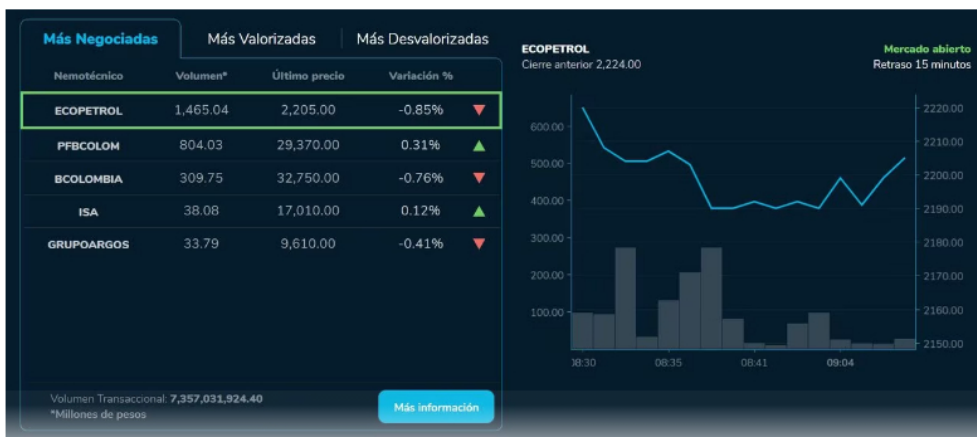 Más Negociadas Más Valorizadas Más Desvalorizadas
Nemotécnico Volumen* Último precio Variación %
ECOPETROL 1,465.04 2,205.00 -0.85%
PFBCOLOM 804.03 29,370.00 0.31%
BCOLOMBIA 309.75 32,750.00 -0.76%
ISA 38.08 17,010.00 0.12%
GRUPOARGOS 33.79 9,610.00 -0.41%
Volumen Transaccional: 7,357,031,924.40
*Millones de pesos
Más información
ECOPETROL Mercado abierto
Cierre anterior 2,224.00 Retraso 15 minutos
2220.00
600.00
2210.00
500.00
2200.00
400.00
2190.00
300.00
2180.00
200.00
2170.00
100.00
2160.00
2150.00
08:30 08:35 08:41 09:04